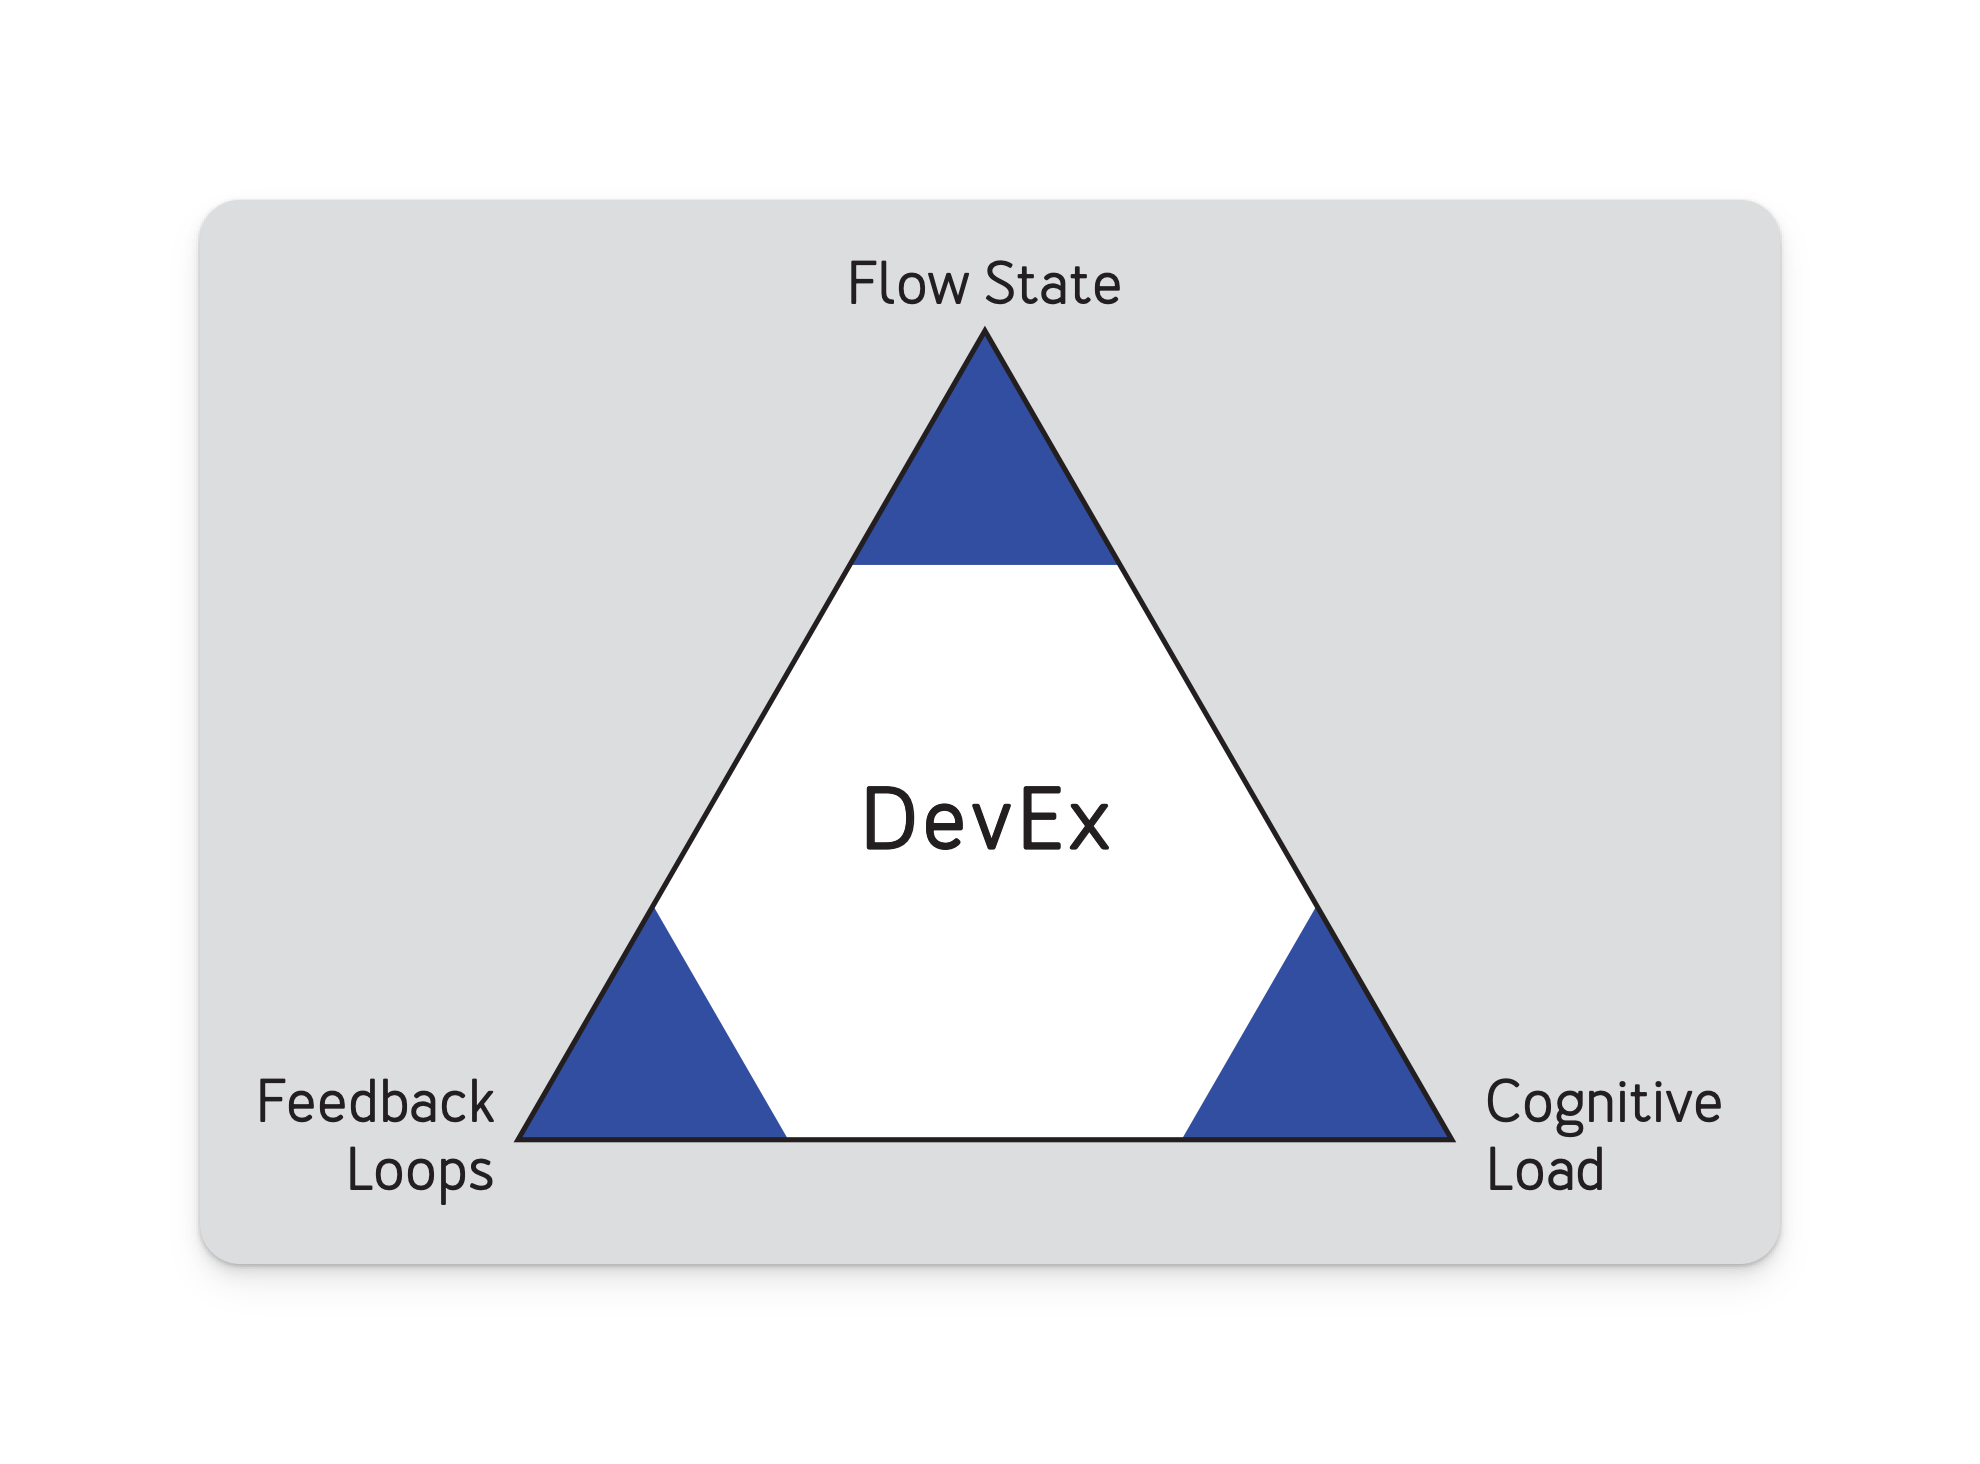 Flow State
DevEx
Feedback
Loops
Cognitive
Load